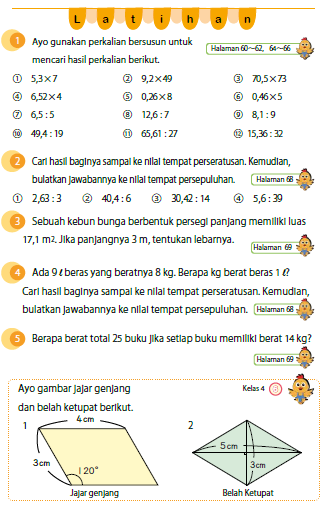 Latihan
1 Ayo gunakan perkalian bersusun untuk
Halaman 60~62, 64~66
mencari hasil perkalian berikut.
① 5,3×7 ② 9,2×49 ③ 70,5×73
④ 6,52×4 ⑤ 0,26×8 ⑥ 0,46×5
⑦ 6,5 : 5 ⑧ 12,6 : 7 ⑨ 8,1 : 9
⑩ 49,4 : 19 ⑪ 65,61 : 27 ⑫ 15,36 : 32
2 Cari hasil baginya sampai ke nilai tempat perseratusan. Kemudian,
bulatkan jawabannya ke nilai tempat persepuluhan. Halaman 68
① 2,63 : 3 ② 40,4 : 6 ③ 30,42 : 14 ④ 5,6 : 39
3 Sebuah kebun bunga berbentuk persegi panjang memiliki luas
17,1 m2. Jika panjangnya 3 m, tentukan lebarnya.
Halaman 69
4 Ada 9 ℓ beras yang beratnya 8 kg. Berapa kg berat beras 1 ℓ?
Cari hasil baginya sampai ke nilai tempat perseratusan. Kemudian,
bulatkan jawabannya ke nilai tempat persepuluhan. Halaman 68
5 Berapa berat total 25 buku jika setiap buku memiliki berat 14 kg?
Halaman 69
Ayo gambar jajar genjang
Kelas 4
dan belah ketupat berikut.
1 4 cm 2
5 cm
3 cm 120° 3 cm
Jajar genjang Belah Ketupat